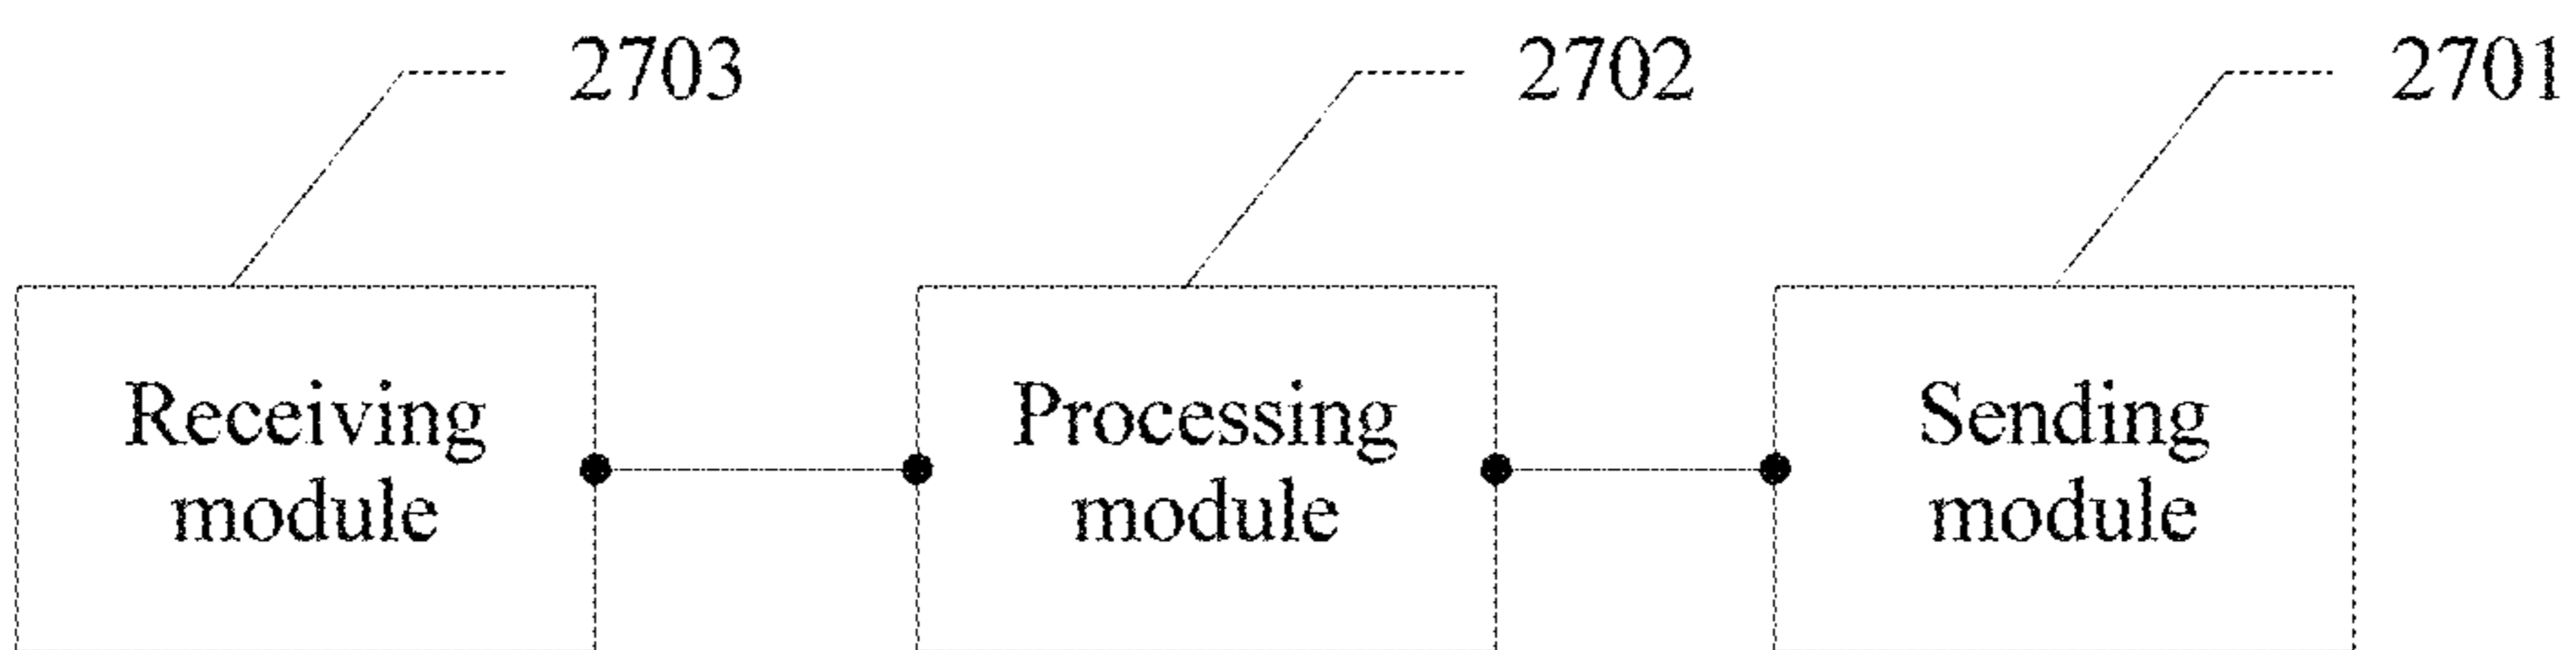 2703
2702
2701
Receiving
module
Processing
module
Sending
module